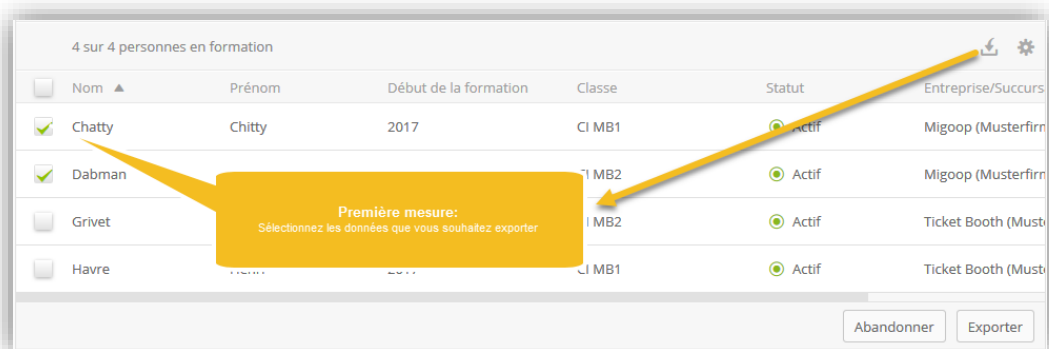 4 sur 4 personnes en formation
Nom ▲ Prénom Début de la formation Classe Statut Entreprise/Succurs
Chatty Chitty 2017 CI MB1 Actif Migoop (Musterfirm
Dabman CI MB2 Actif Migoop (Musterfirm
Première mesure:
Sélectionnez les données que vous souhaitez exporter
Grivet MB2 Actif Ticket Booth (Must
Havre CI MB1 Actif Ticket Booth (Must
Abandonner Exporter